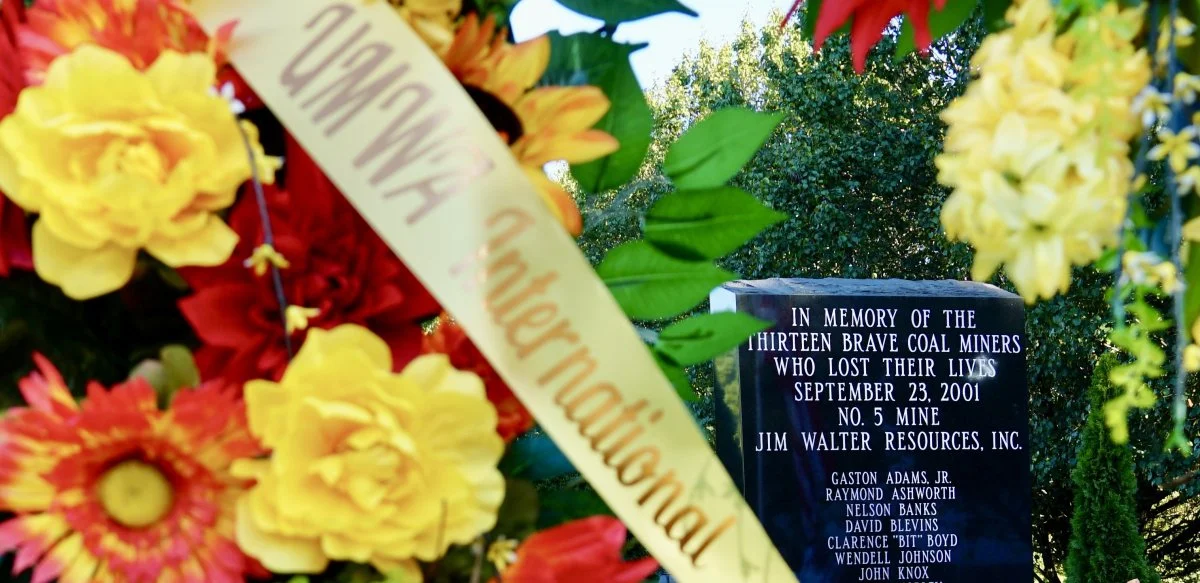 UMWA International
IN MEMORY OF THE
THIRTEEN BRAVE COAL MINERS
WHO LOST THEIR LIVES
SEPTEMBER 23, 2001
NO. 5 MINE
JIM WALTER RESOURCES, INC.
GASTON ADAMS, JR.
RAYMOND ASHWORTH
NELSON BANKS
DAVID BLEVINS
CLARENCE "BIT" BOYD
WENDELL JOHNSON
JOHN KNOX